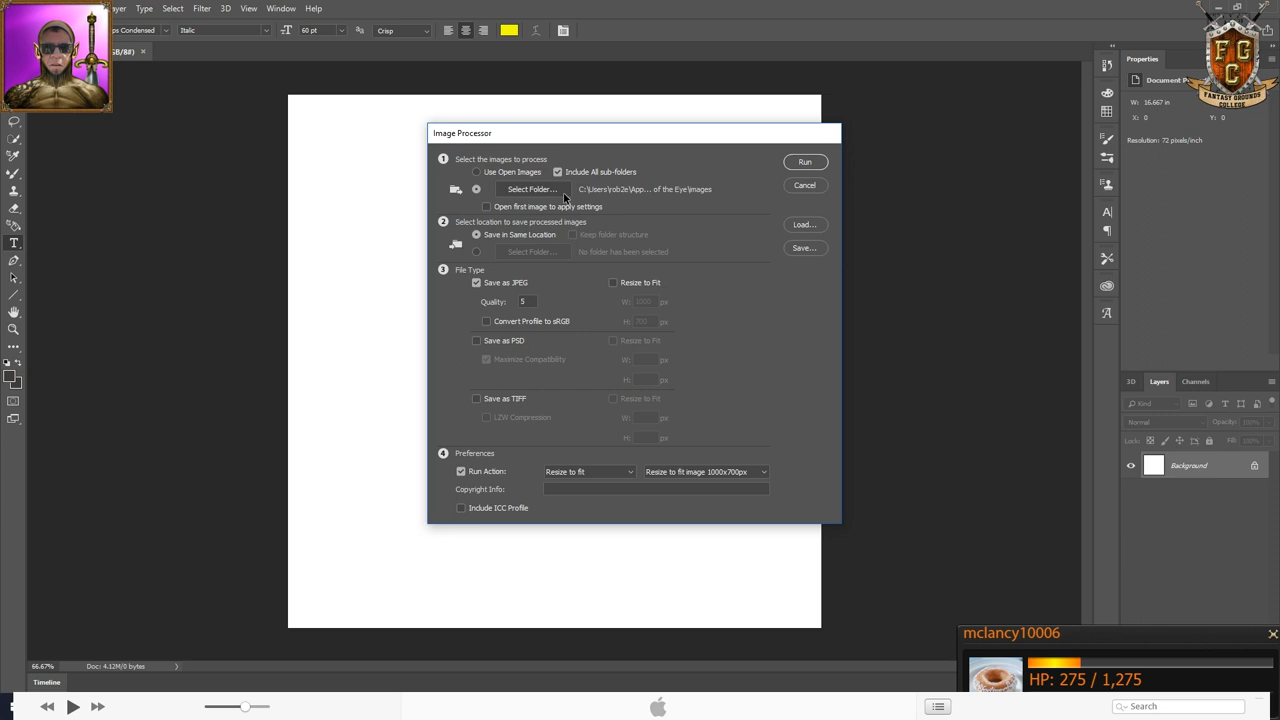 Type Select Filter 3D View Window Help
Condensed Italic 60 pt Crisp
GB/8#)
Image Processor
1 Select the images to process
Use Open Images Include All sub-folders Run
Select Folder... C:\Users\rob2e\App... of the Eye\images Cancel
Open first image to apply settings
2 Select location to save processed images Load...
Save in Same Location Keep folder structure
Select Folder... No folder has been selected Save...
3 File Type
Save as JPEG Resize to Fit
Quality: 5 W: 1000 px
Convert Profile to sRGB H: 700 px
Save as PSD Resize to Fit
Maximize Compatibility W: px
H: px
Save as TIFF Resize to Fit
LZW Compression W: px
H: px
4 Preferences
Run Action: Resize to fit Resize to fit image 1000x700px
Copyright Info:
Include ICC Profile
FG
C
FANTASY GROUNDS
COLLEGE
Properties
Document
W: 16.667 in
X: 0 Y: 0
Resolution: 72 pixels/inch
3D Layers Channels
Kind
Normal Opacity: 100%
Lock: Fill: 100%
Background
66.67% Doc: 4.12M/0 bytes
Timeline
mclancy10006
HP: 275 / 1,275
Search